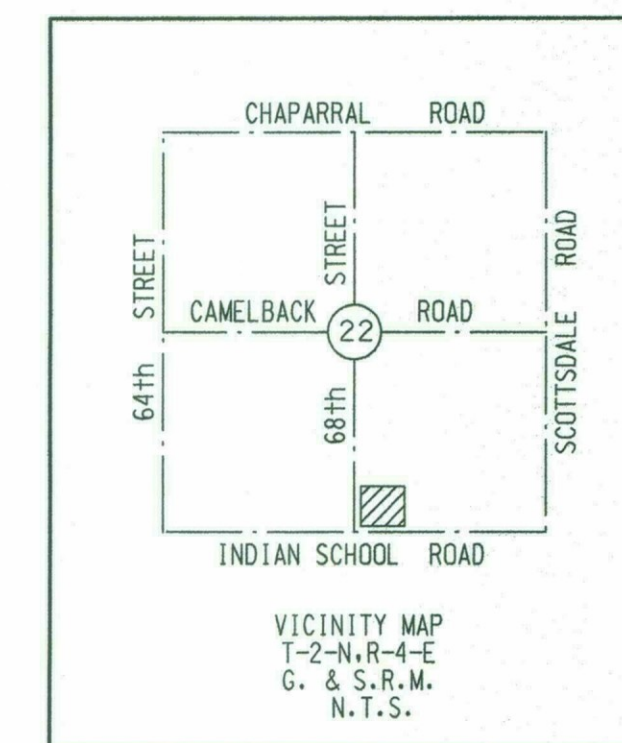 CHAPARRAL ROAD
64th STREET
68th STREET
SCOTTSDALE ROAD
CAMELBACK ROAD
22
INDIAN SCHOOL ROAD
VICINITY MAP
T-2-N,R-4-E
G. & S.R.M.
N.T.S.